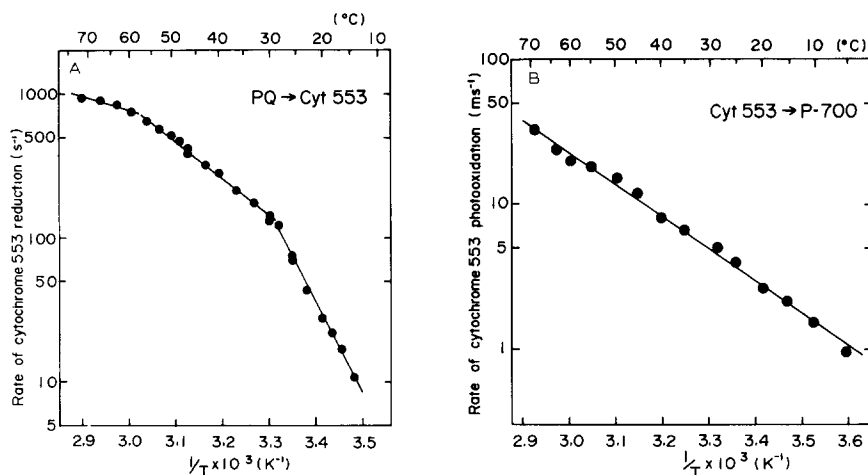 (°C)
70 60 50 40 30 20 10
A
PQ → Cyt 553
1000
500
100
50
10
5
Rate of cytochrome 553 reduction (s⁻¹)
2.9 3.0 3.1 3.2 3.3 3.4 3.5
1/T × 10³ (K⁻¹)
70 60 50 40 30 20 10 (°C)
B
Cyt 553 → P-700
100
50
10
5
1
Rate of cytochrome 553 photooxidation (ms⁻¹)
2.9 3.0 3.1 3.2 3.3 3.4 3.5 3.6
1/T × 10³ (K⁻¹)